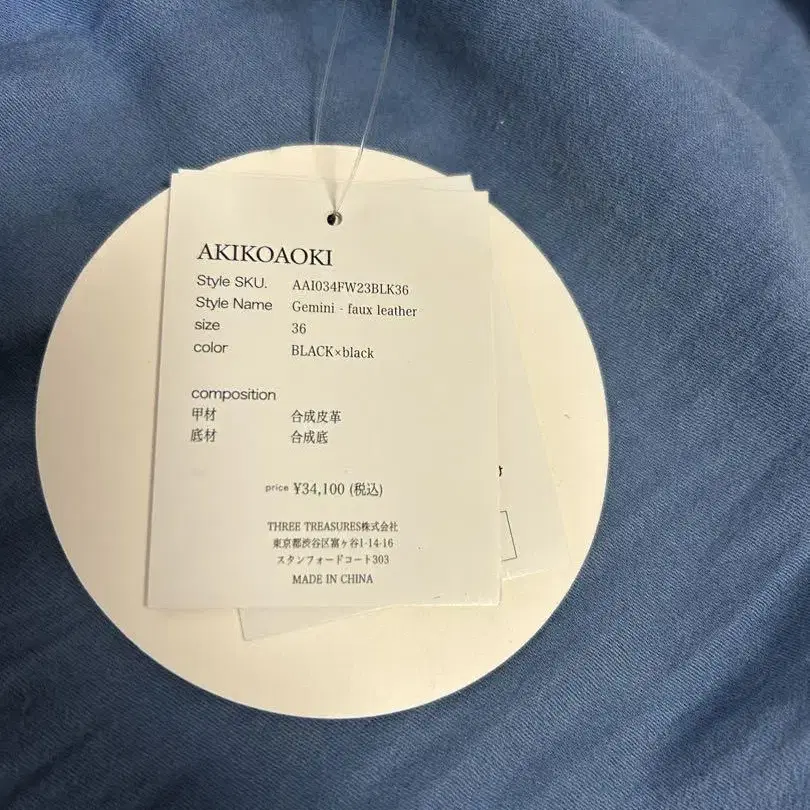 AKIKOAOKI
Style SKU. AAI034FW23BLK36
Style Name Gemini - faux leather
size 36
color BLACK×black
composition
甲材 合成皮革
底材 合成底
price ¥34,100 (税込)
THREE TREASURES株式会社
東京都渋谷区富ヶ谷1-14-16
スタンフォードコート303
MADE IN CHINA